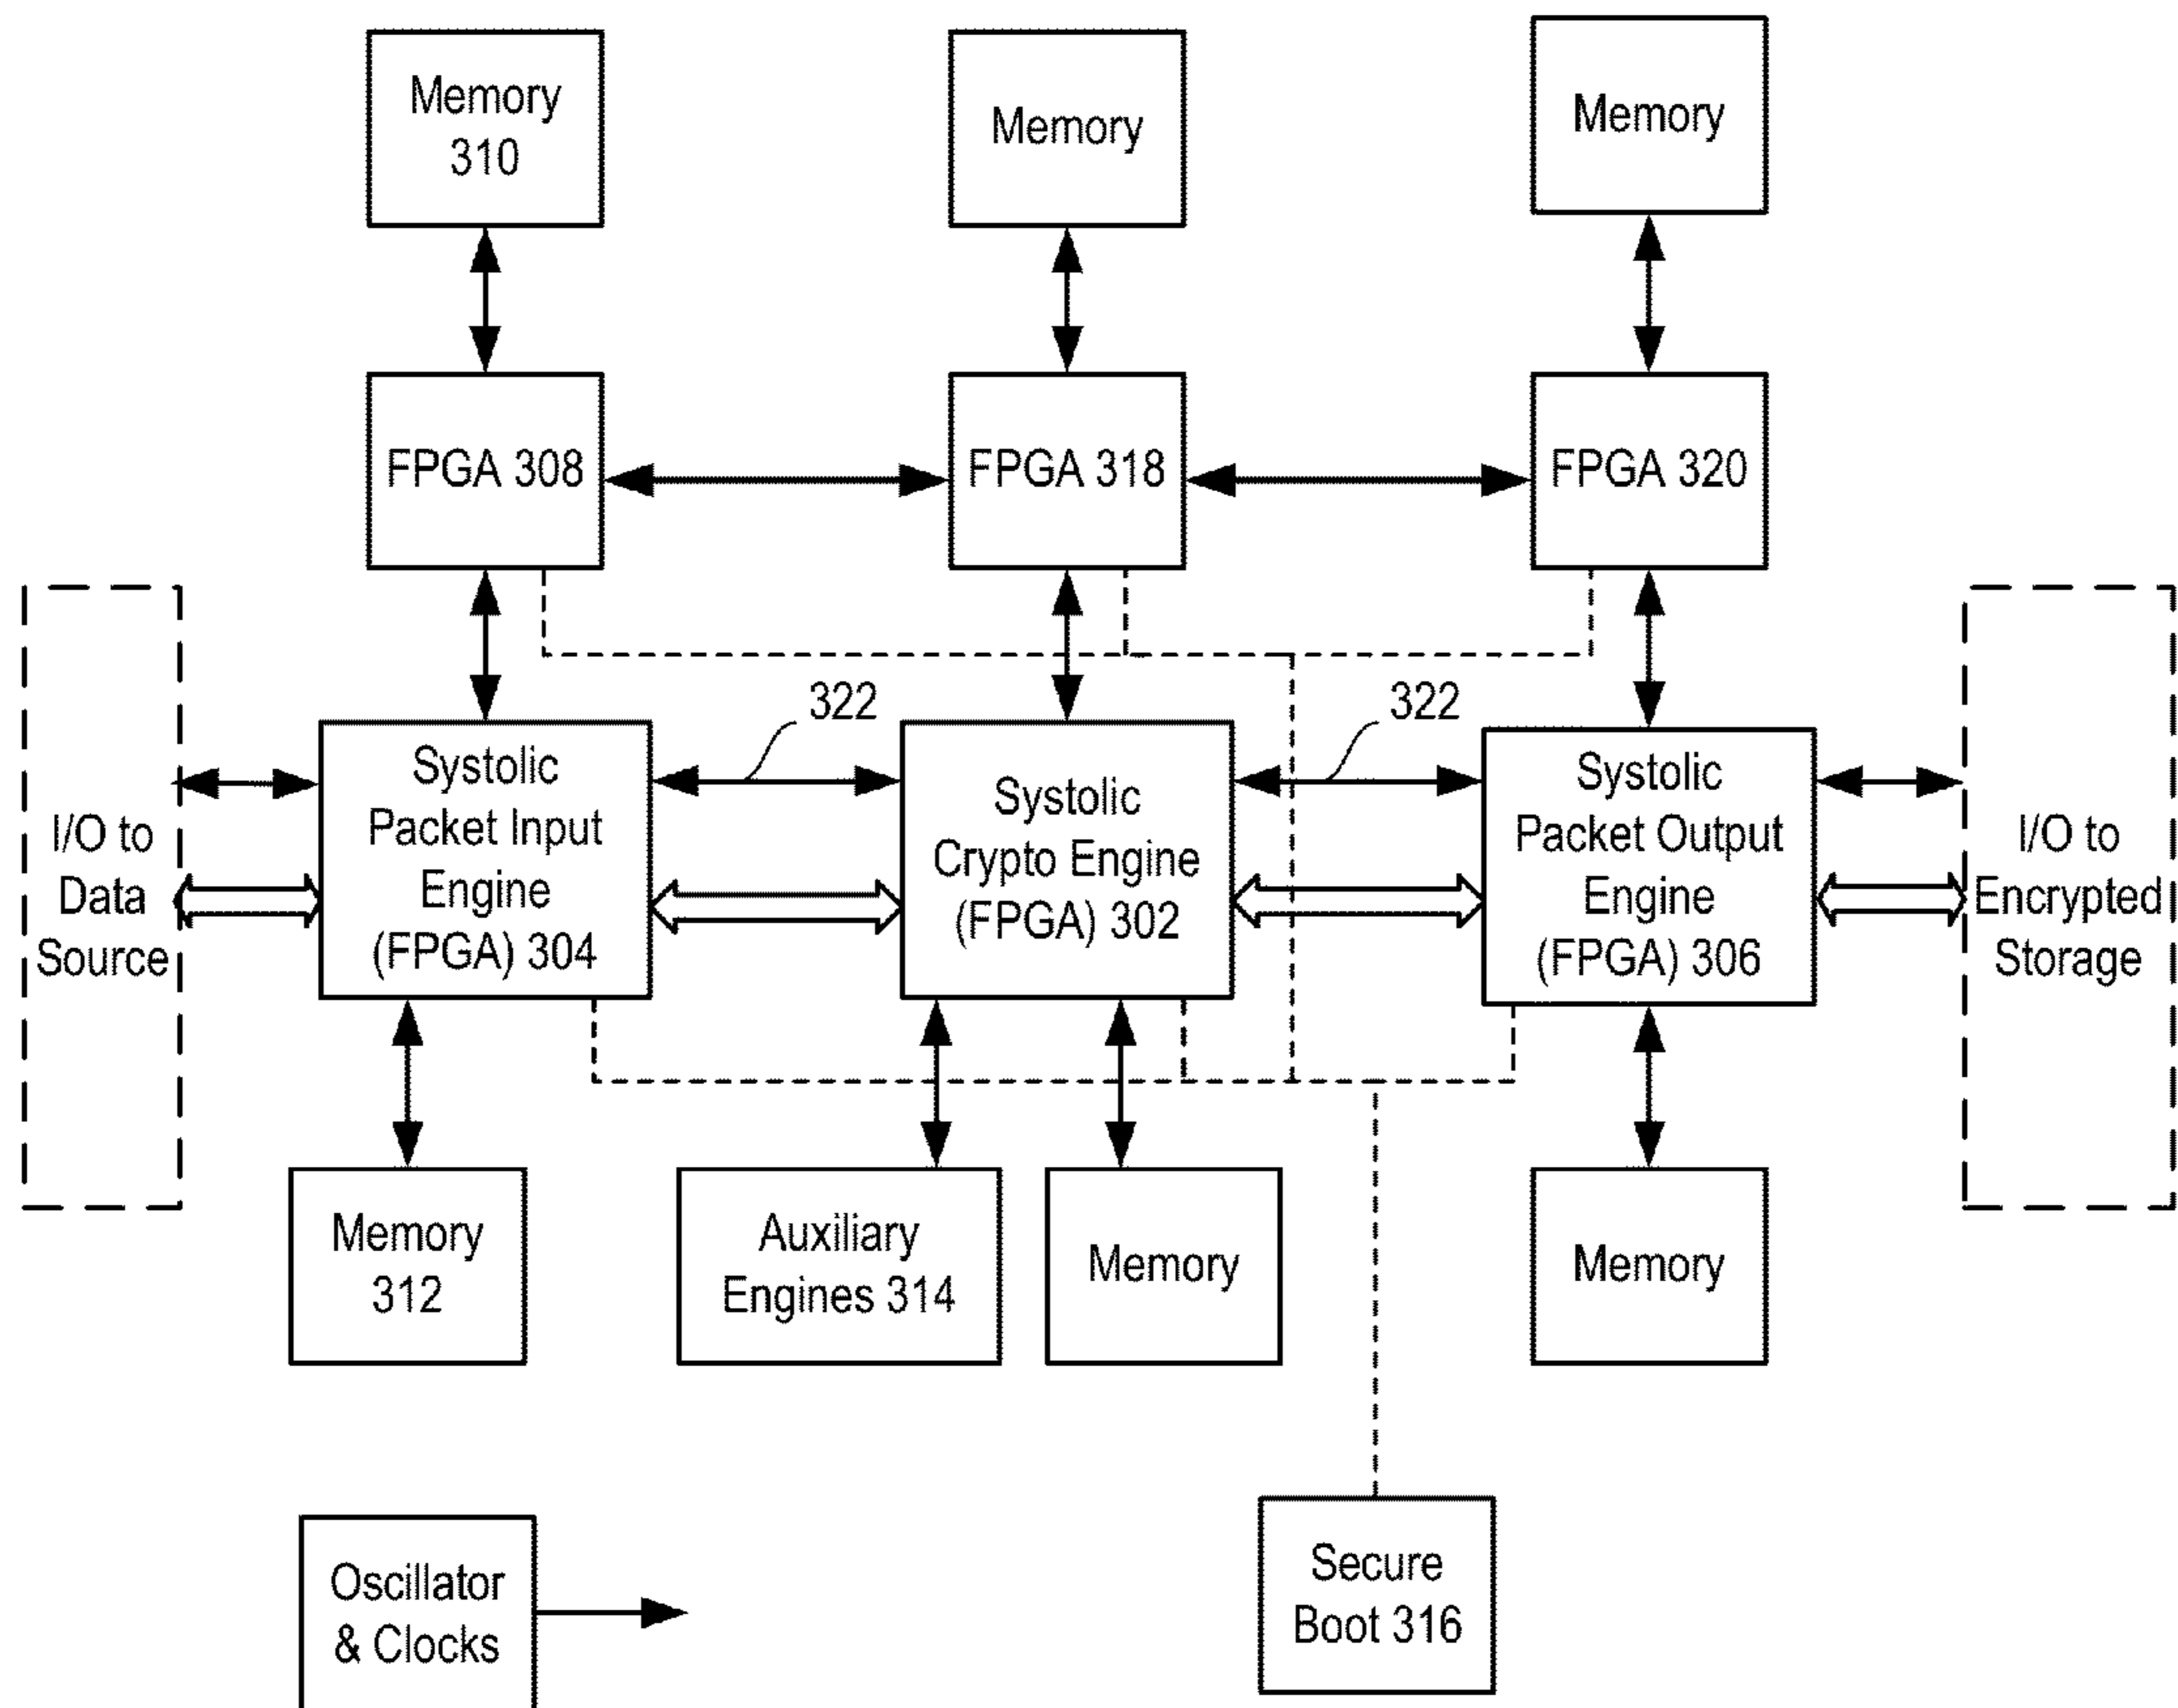 Memory
310
Memory
Memory
FPGA 308
FPGA 318
FPGA 320
322
322
I/O to
Data
Source
Systolic
Packet Input
Engine
(FPGA) 304
Systolic
Crypto Engine
(FPGA) 302
Systolic
Packet Output
Engine
(FPGA) 306
I/O to
Encrypted
Storage
Memory
312
Auxiliary
Engines 314
Memory
Memory
Oscillator
& Clocks
Secure
Boot 316